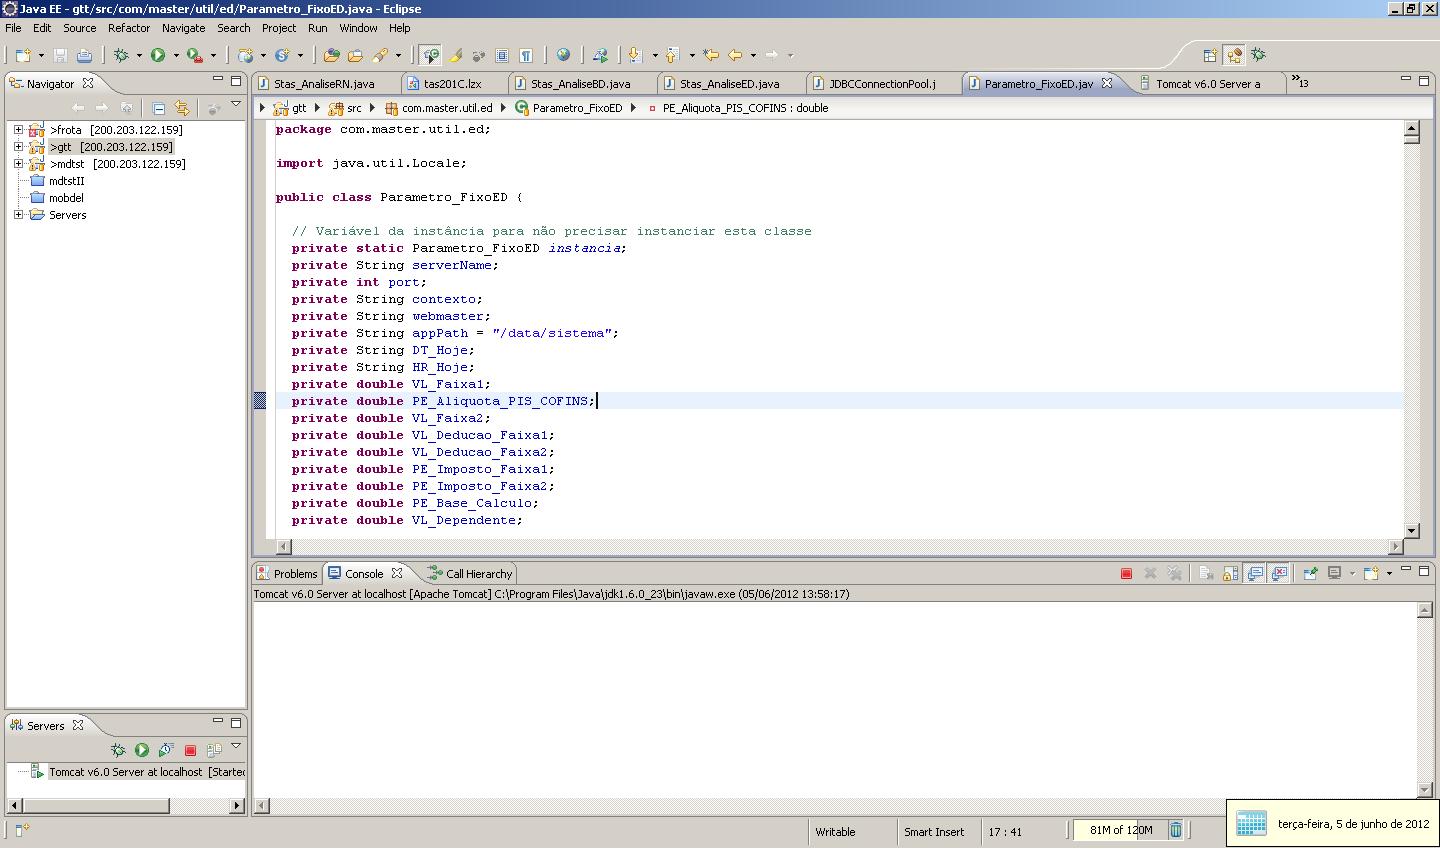 Java EE - gtt/src/com/master/util/ed/Parametro_FixoED.java - Eclipse
File Edit Source Refactor Navigate Search Project Run Window Help
Navigator
Stas_AnaliseRN.java tas201C.lzx Stas_AnaliseBD.java Stas_AnaliseED.java JDBCConnectionPool.j Parametro_FixoED.jav Tomcat v6.0 Server a »13
gtt src com.master.util.ed Parametro_FixoED PE_Aliquota_PIS_COFINS : double
>frota [200.203.122.159]
>gtt [200.203.122.159]
>mdtst [200.203.122.159]
mdtstII
mobdel
Servers
package com.master.util.ed;
import java.util.Locale;
public class Parametro_FixoED {
// Variável da instância para não precisar instanciar esta classe
private static Parametro_FixoED instancia;
private String serverName;
private int port;
private String contexto;
private String webmaster;
private String appPath = "/data/sistema";
private String DT_Hoje;
private String HR_Hoje;
private double VL_Faixa1;
private double PE_Aliquota_PIS_COFINS;
private double VL_Faixa2;
private double VL_Deducao_Faixa1;
private double VL_Deducao_Faixa2;
private double PE_Imposto_Faixa1;
private double PE_Imposto_Faixa2;
private double PE_Base_Calculo;
private double VL_Dependente;
Problems Console Call Hierarchy
Tomcat v6.0 Server at localhost [Apache Tomcat] C:\Program Files\Java\jdk1.6.0_23\bin\javaw.exe (05/06/2012 13:58:17)
Servers
Tomcat v6.0 Server at localhost [Starte
Writable Smart Insert 17 : 41 81M of 120M
terça-feira, 5 de junho de 2012